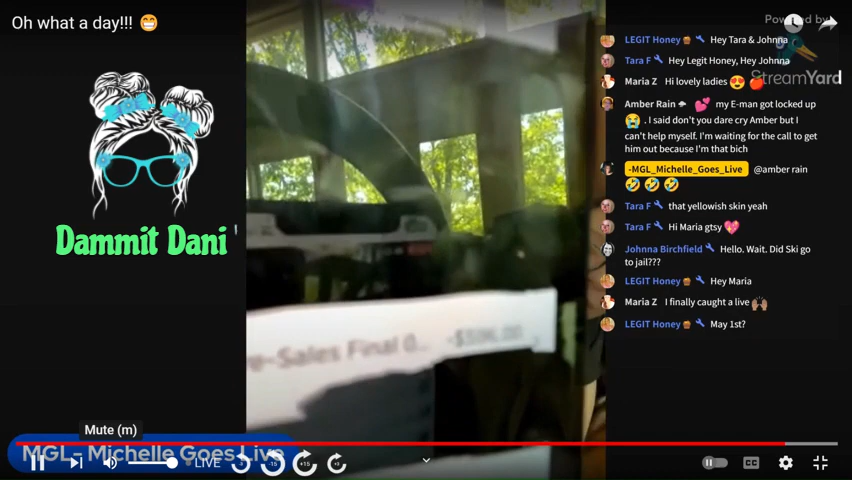 Oh what a day!!! 😁
Powered by
StreamYard
Dammit Dani
LEGIT Honey Hey Tara & Johnna
Tara F Hey Legit Honey, Hey Johnna
Maria Z Hi lovely ladies 😍 🍎
Amber Rain 💕 my E-man got locked up
😭 . I said don't you dare cry Amber but I
can't help myself. I'm waiting for the call to get
him out because I'm that bich
-MGL_Michelle_Goes_Live @amber rain
🤣 🤣 🤣
Tara F that yellowish skin yeah
Tara F Hi Maria gtsy 💖
Johnna Birchfield Hello. Wait. Did Ski go
to jail???
LEGIT Honey Hey Maria
Maria Z I finally caught a live 🙌🏽
LEGIT Honey May 1st?
e-Sales Final 0...
Mute (m)
MGL- Michelle Goes Live
LIVE
-15
+15
CC